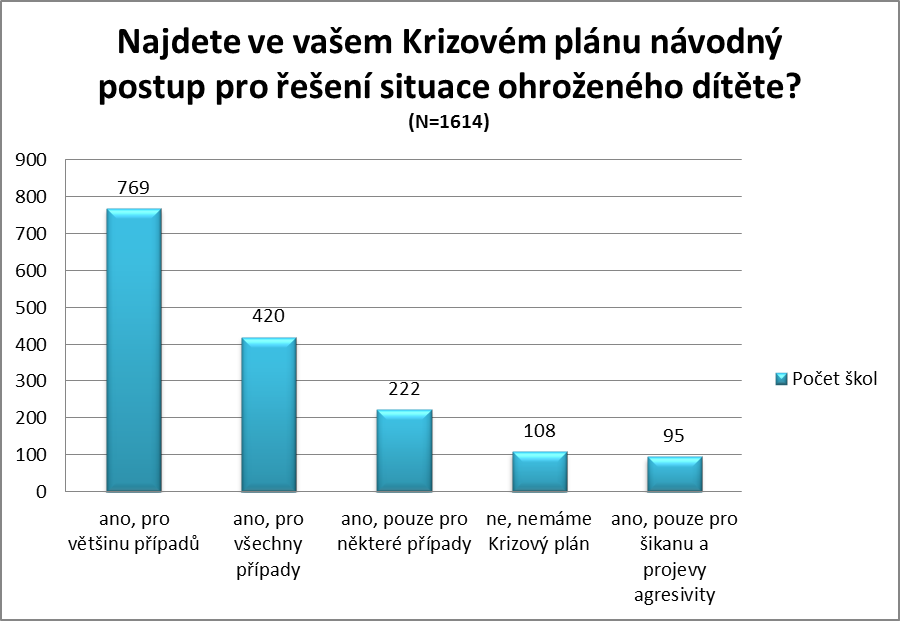 Najdete ve vašem Krizovém plánu návodný
postup pro řešení situace ohroženého dítěte?
(N=1614)
900
800
700
600
500
400
300
200
100
0
769
420
222
108
95
ano, pro
většinu případů
ano, pro
všechny
případy
ano, pouze pro
některé případy
ne, nemáme
Krizový plán
ano, pouze pro
šikanu a
projevy
agresivity
Počet škol